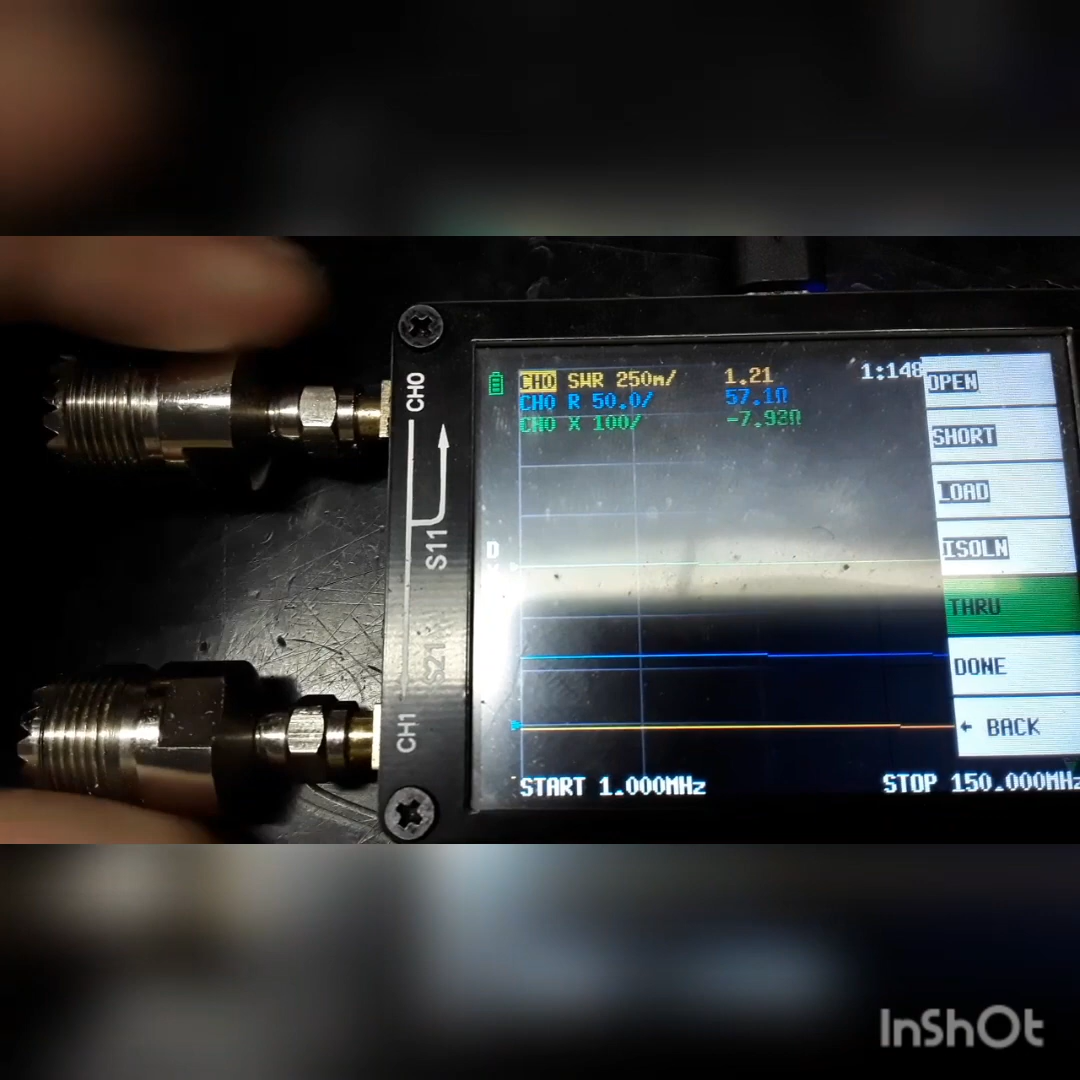 CH0 SWR 250m/ 1.21
CH0 R 50.0/ 57.1Ω
CH0 X 100/ -7.93Ω
1:148
OPEN
SHORT
LOAD
ISOLN
THRU
DONE
← BACK
START 1.000MHz STOP 150.000MHz
CH0
S11
S21
CH1
InShOt